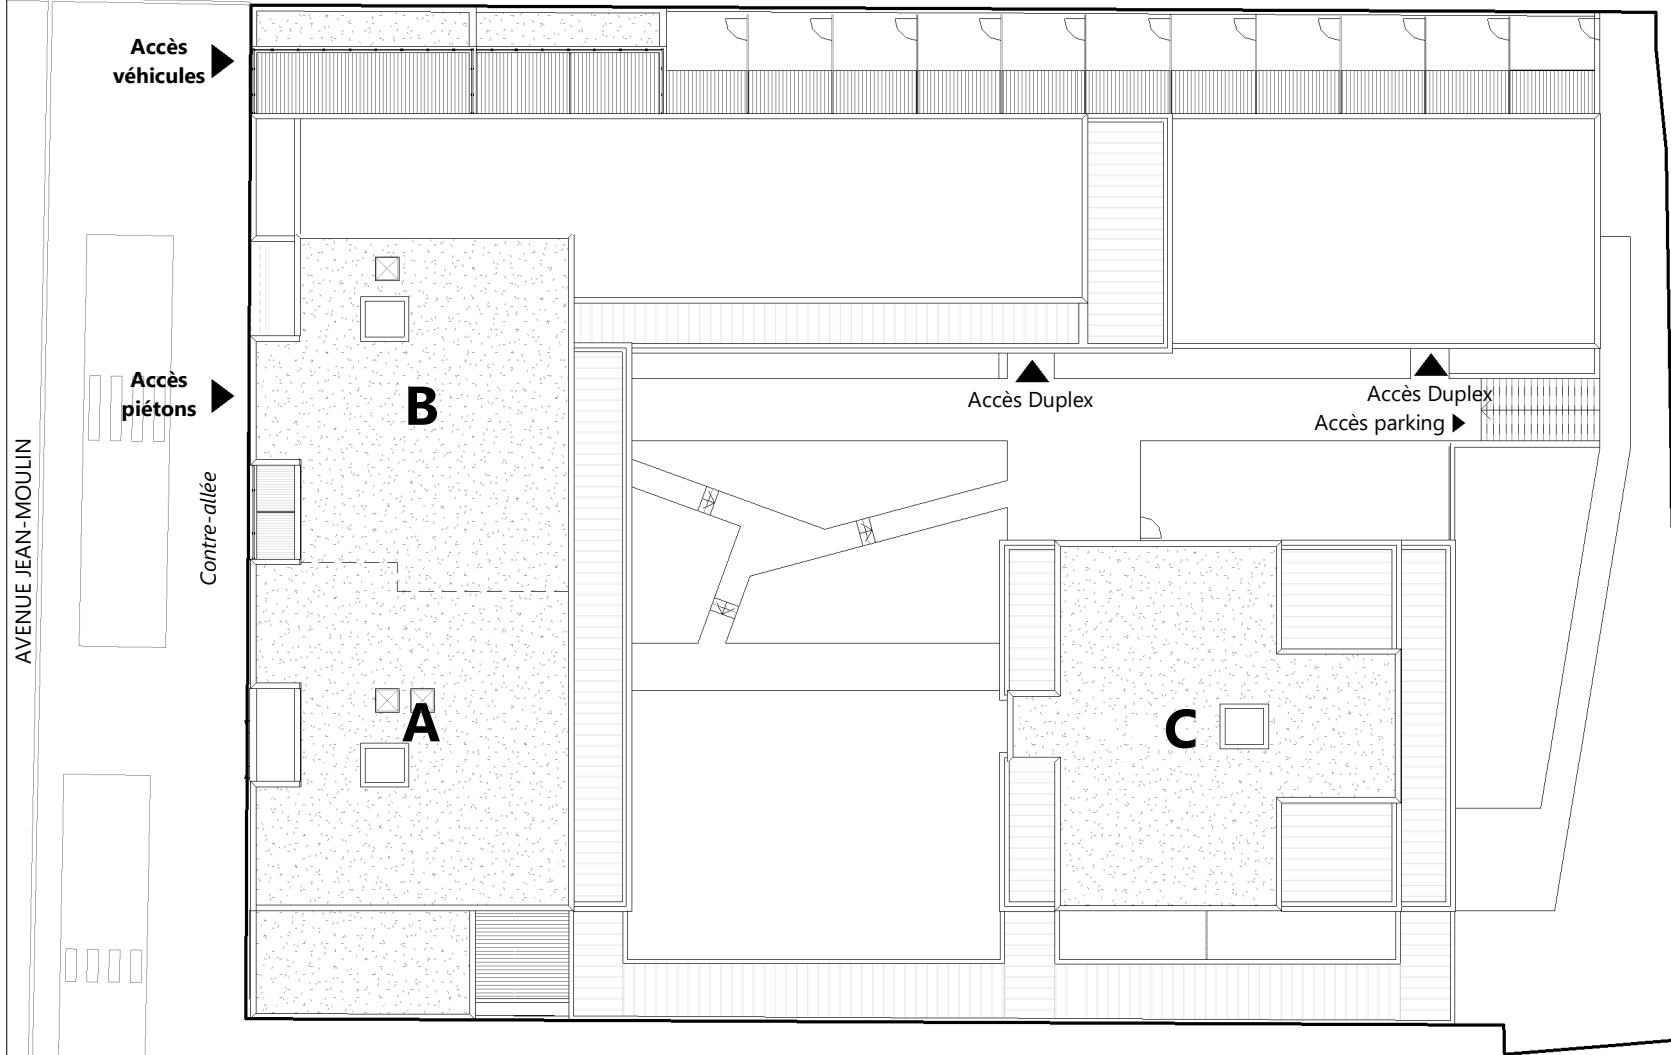 Accès
véhicules
Accès
piétons
AVENUE JEAN-MOULIN
Contre-allée
B
A
C
Accès Duplex
Accès Duplex
Accès parking